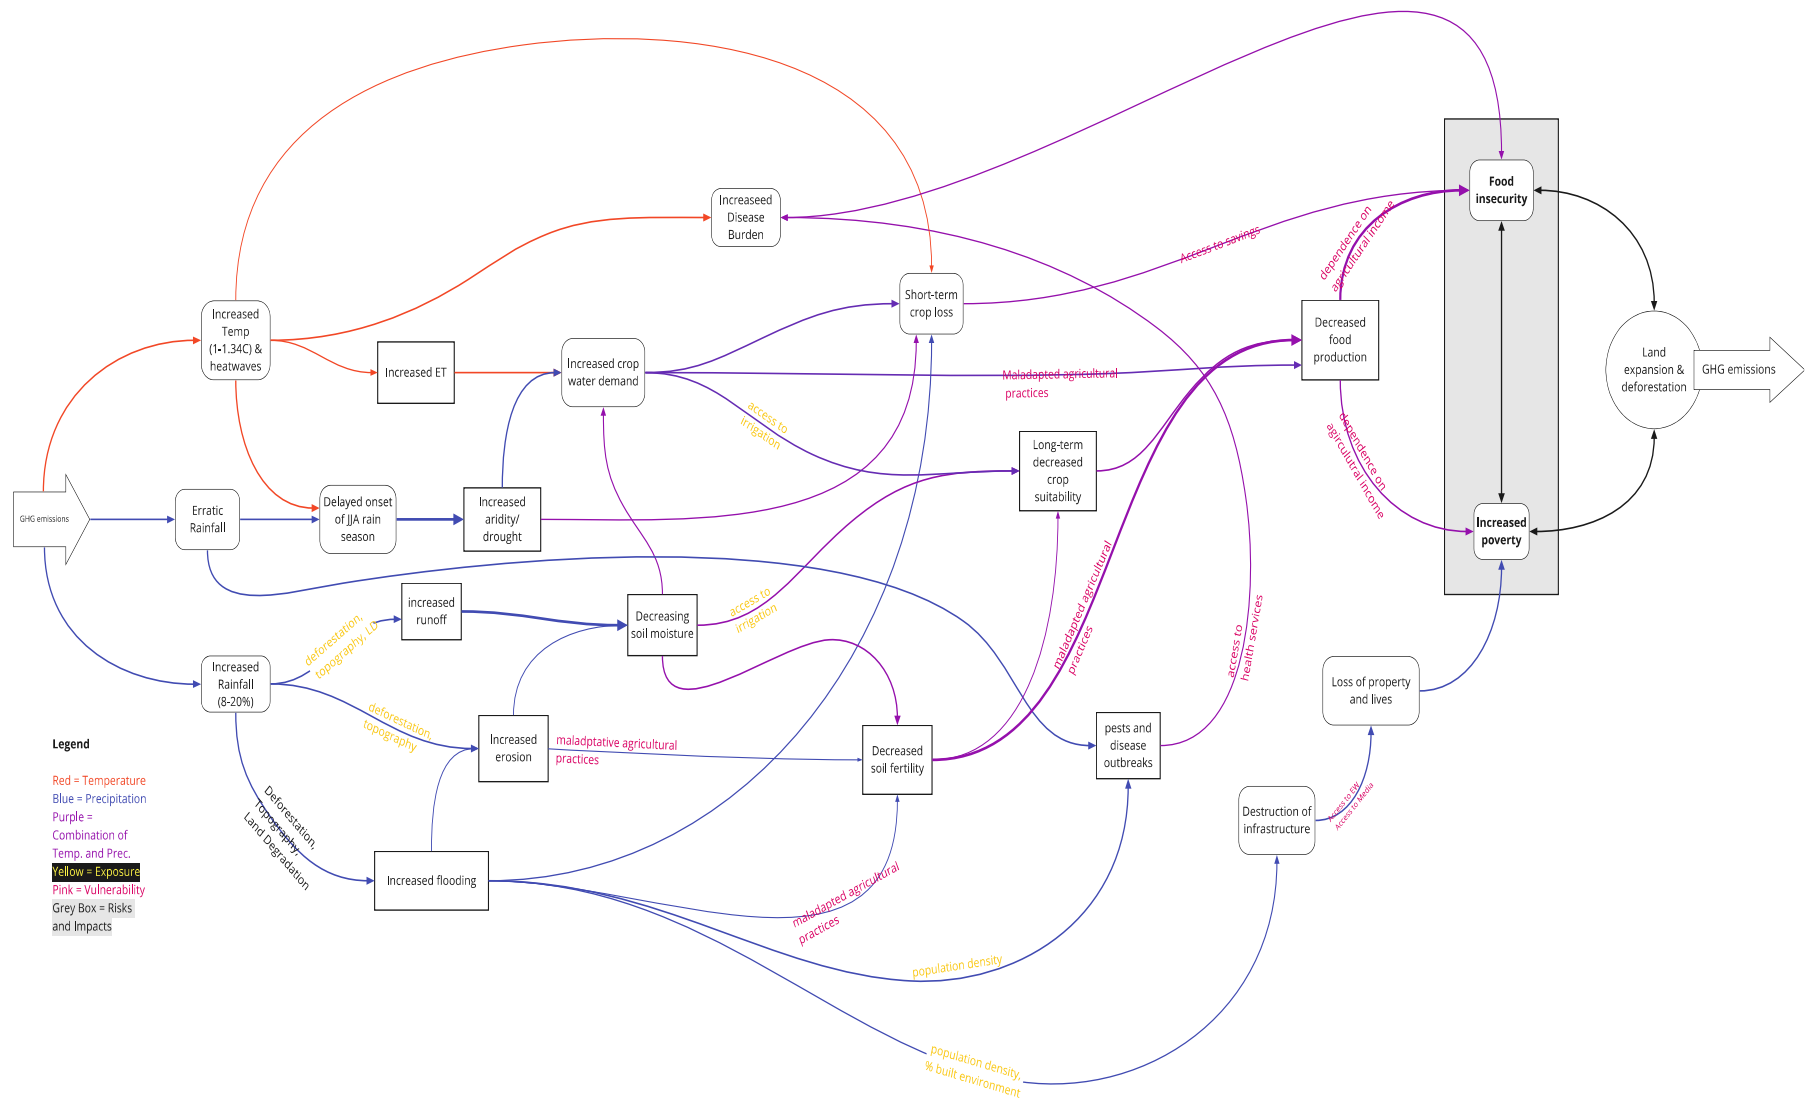 Food
insecurity
Increaseed
Disease
Burden
Access to savings
dependence on
agricultural income
Short-term
crop loss
Increased
Temp
(1-1.34C) &
heatwaves
Decreased
food
production
Land
expansion &
deforestation
GHG emissions
Increased ET
Increased crop
water demand
Maladapted agricultural
practices
access to
irrigation
dependence on
agirculutral income
Long-term
decreased
crop
suitability
GHG emissions
Erratic
Rainfall
Delayed onset
of JJA rain
season
Increased
aridity/
drought
Increased
poverty
increased
runoff
Decreasing
soil moisture
access to
irrigation
maladapted agricultural
practices
access to
health services
deforestation,
topography, LD
Increased
Rainfall
(8-20%)
Loss of property
and lives
deforestation,
topography
Increased
erosion
maladptative agricultural
practices
Decreased
soil fertility
pests and
disease
outbreaks
Legend
Red = Temperature
Blue = Precipitation
Purple =
Combination of
Temp. and Prec.
Yellow = Exposure
Pink = Vulnerability
Grey Box = Risks
and Impacts
Deforestation,
Topography,
Land Degradation
Increased flooding
Destruction of
infrastructure
Access to EW
Access to Media
maladapted agricultural
practices
population density
population density,
% built environment